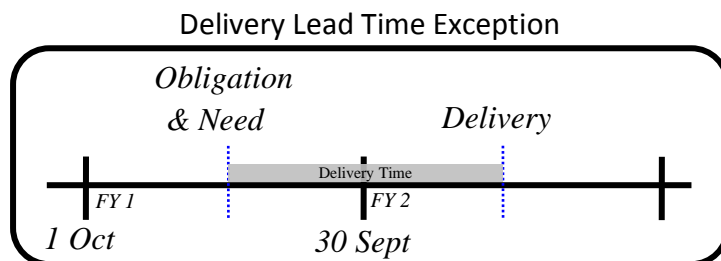 Delivery Lead Time Exception
Obligation
& Need
Delivery
Delivery Time
FY 1
FY 2
1 Oct
30 Sept